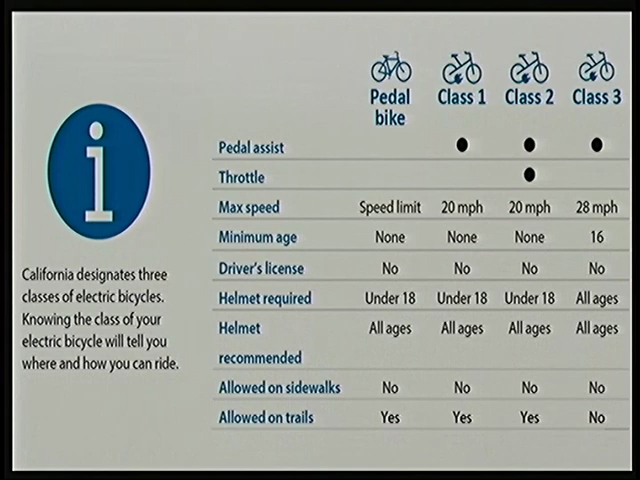 i
Pedal bike Class 1 Class 2 Class 3
Pedal assist ● ● ●
Throttle ●
Max speed Speed limit 20 mph 20 mph 28 mph
Minimum age None None None 16
Driver's license No No No No
Helmet required Under 18 Under 18 Under 18 All ages
Helmet recommended All ages All ages All ages All ages
Allowed on sidewalks No No No No
Allowed on trails Yes Yes Yes No
California designates three
classes of electric bicycles.
Knowing the class of your
electric bicycle will tell you
where and how you can ride.